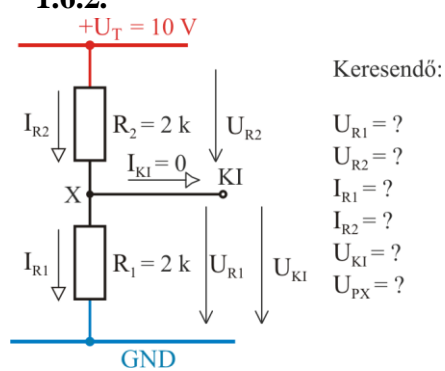 1.6.2.
+U_T = 10 V
Keresendő:
I_R2
R_2 = 2 k
U_R2
U_R1 = ?
I_KI = 0
KI
U_R2 = ?
X
I_R1 = ?
I_R2 = ?
I_R1
R_1 = 2 k
U_R1
U_KI
U_KI = ?
U_PX = ?
GND